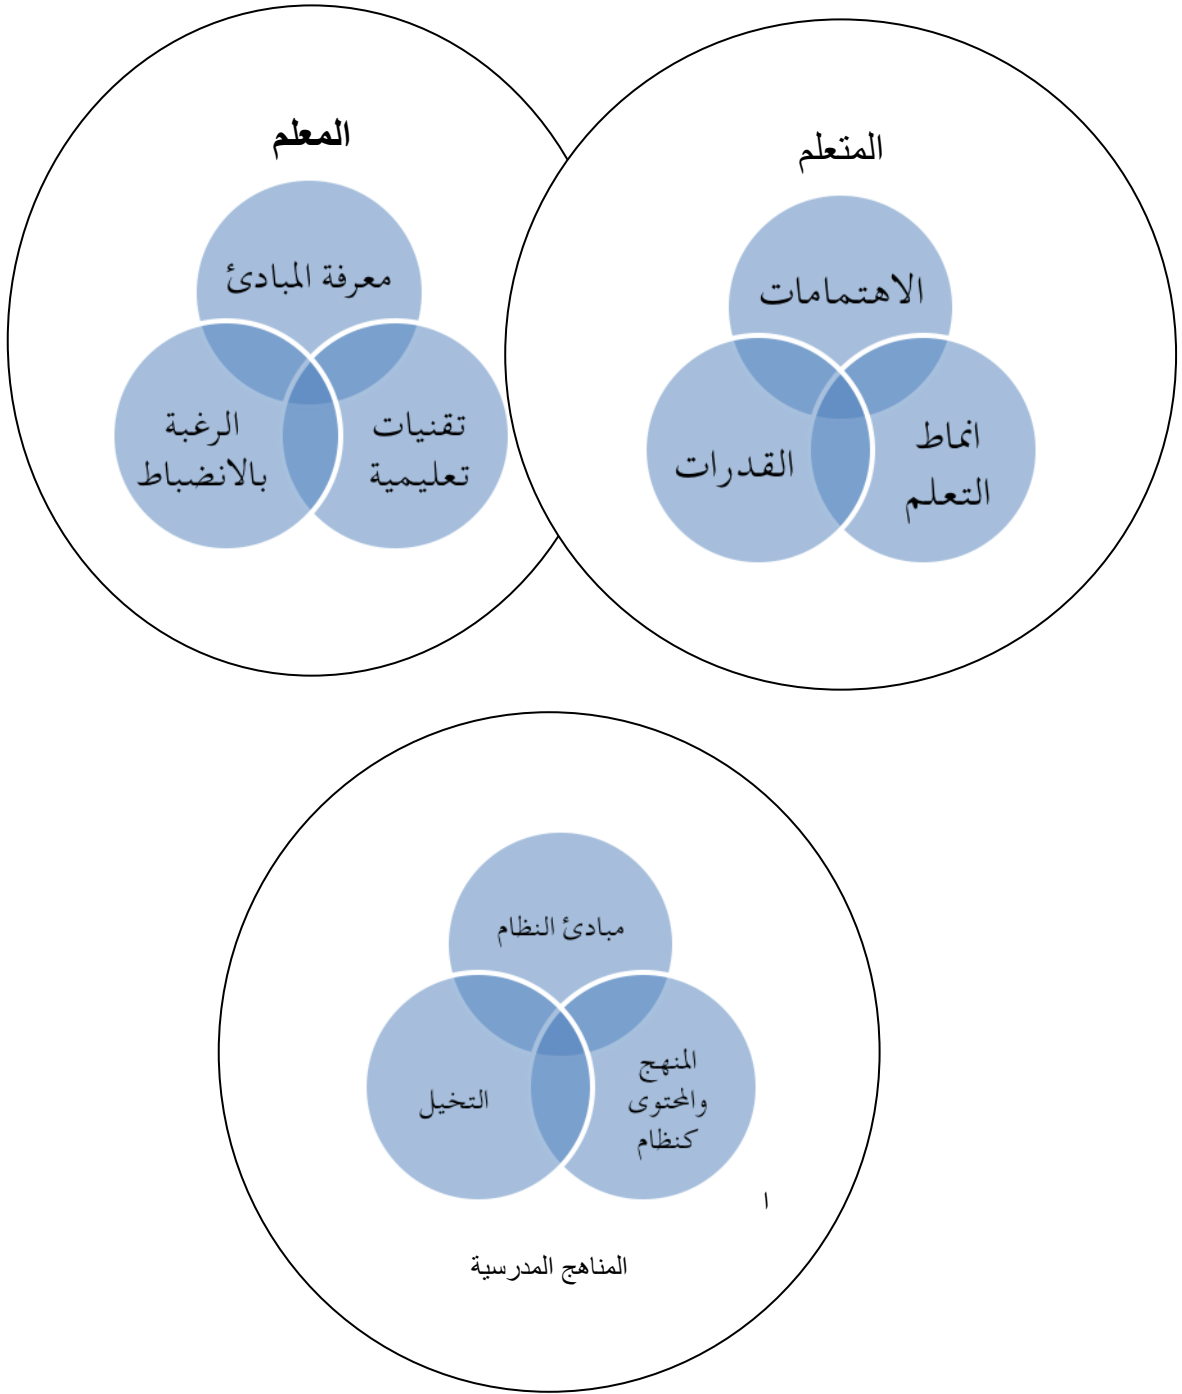 المعلم
معرفة المبادئ
الرغبة
بالانضباط
تقنيات
تعليمية
المتعلم
الاهتمامات
القدرات
انماط
التعلم
مبادئ النظام
التخيل
المنهج
والمحتوى
كنظام
ا
المناهج المدرسية